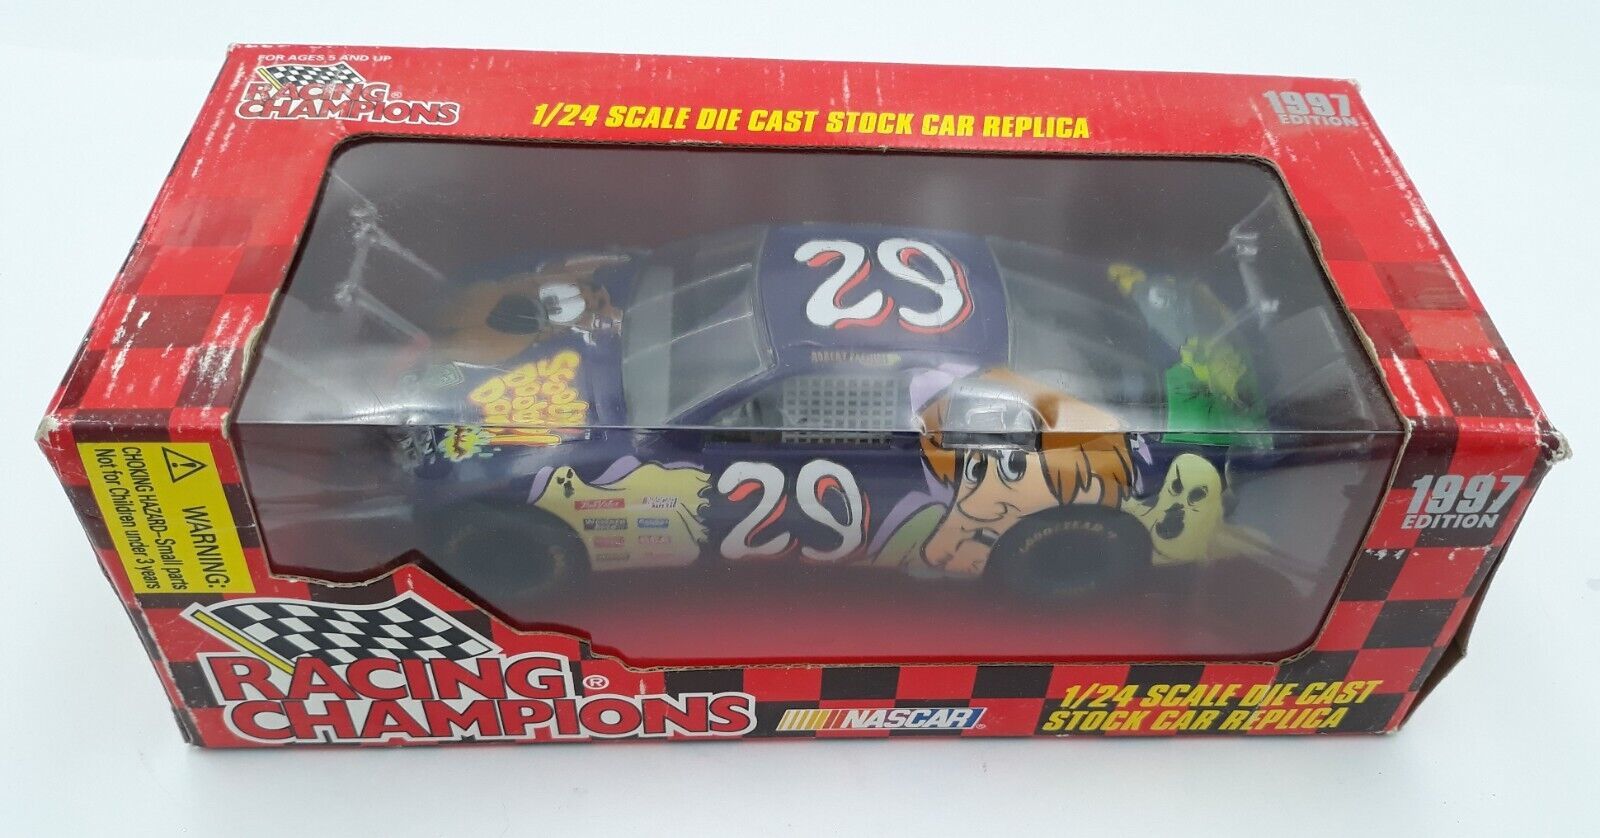 FOR AGES 5 AND UP
RACING®
CHAMPIONS
1/24 SCALE DIE CAST STOCK CAR REPLICA
1997
EDITION
29
Scooby
Dooby
Doo!
29
GOODYEAR
WARNING:
CHOKING HAZARD-Small parts
Not for Children under 3 years
1997
EDITION
RACING®
CHAMPIONS
NASCAR®
1/24 SCALE DIE CAST
STOCK CAR REPLICA